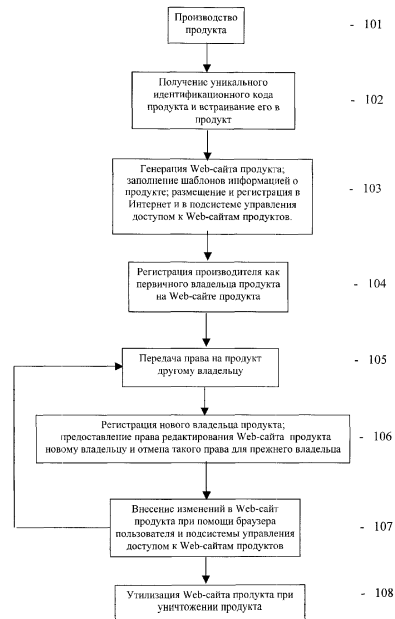 Производство
продукта
- 101
Получение уникального
идентификационного кода
продукта и встраивание его в
продукт
- 102
Генерация Web-сайта продукта;
заполнение шаблонов информацией о
продукте; размещение и регистрация в
Интернет и в подсистеме управления
доступом к Web-сайтам продуктов.
- 103
Регистрация производителя как
первичного владельца продукта
на Web-сайте продукта
- 104
Передача права на продукт
другому владельцу
- 105
Регистрация нового владельца продукта;
предоставление права редактирования Web-сайта продукта
новому владельцу и отмена такого права для прежнего владельца
- 106
Внесение изменений в Web-сайт
продукта при помощи браузера
пользователя и подсистемы управления
доступом к Web-сайтам продуктов
- 107
Утилизация Web-сайта продукта при
уничтожении продукта
- 108